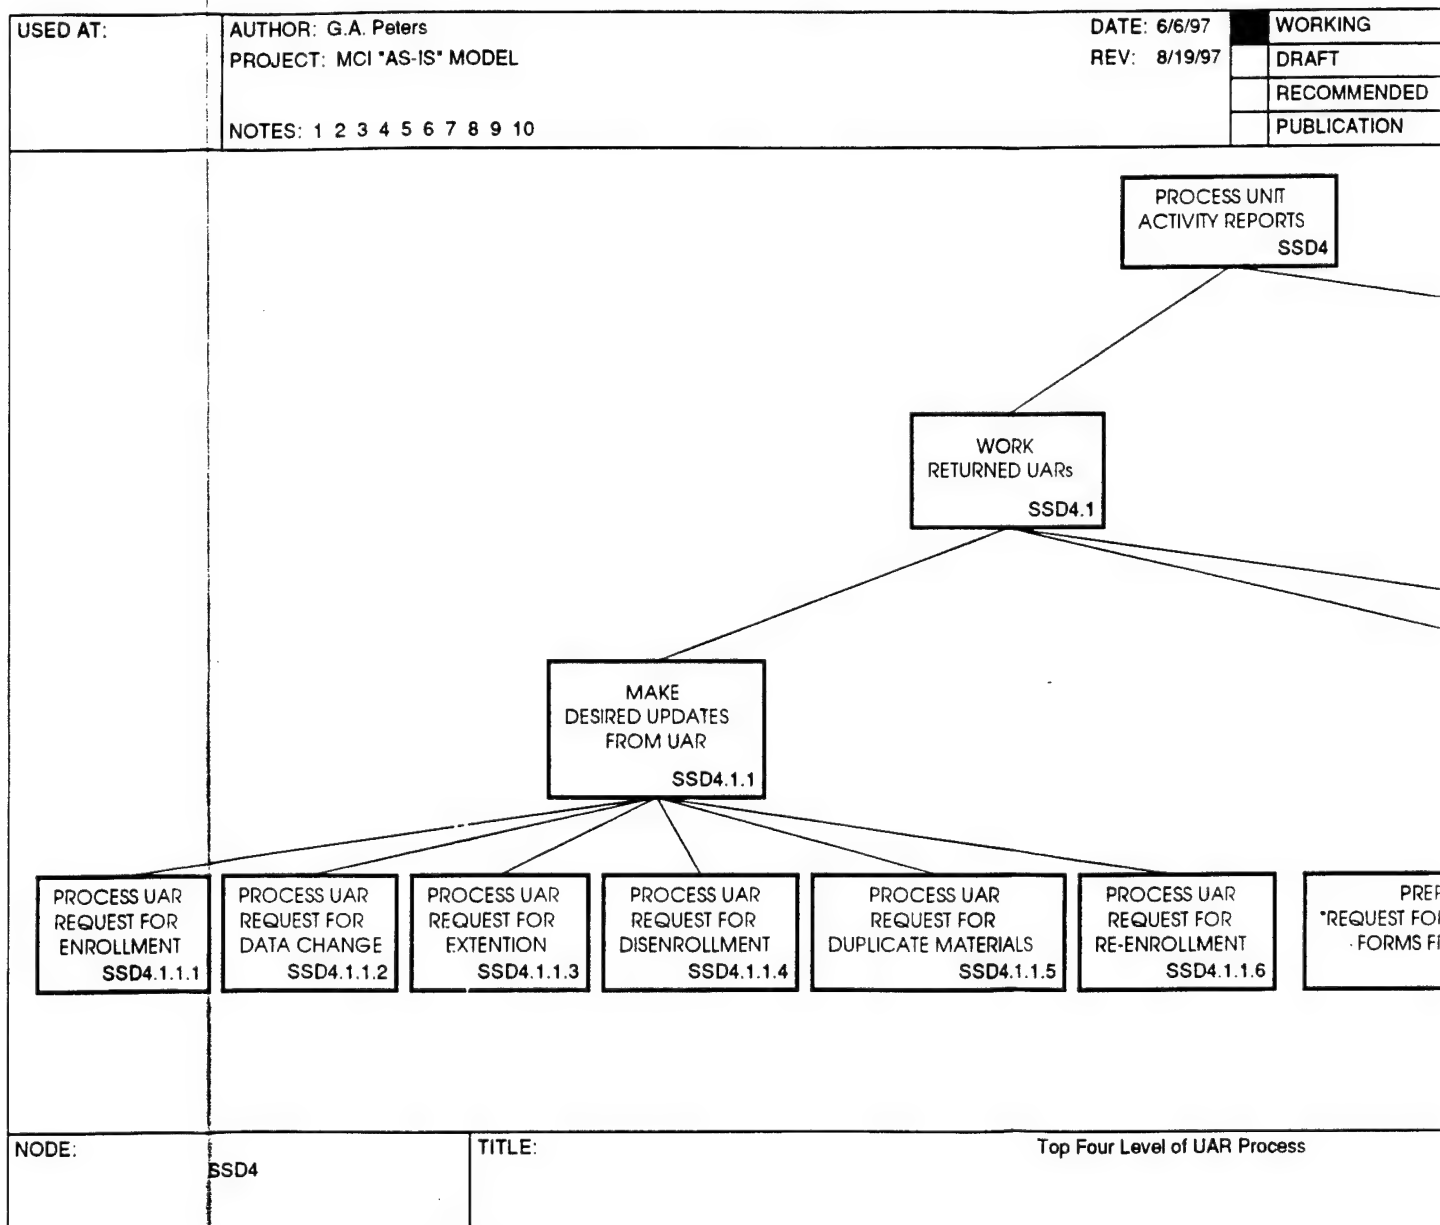 USED AT:
AUTHOR: G.A. Peters
DATE: 6/6/97
WORKING
PROJECT: MCI "AS-IS" MODEL
REV: 8/19/97
DRAFT
RECOMMENDED
NOTES: 1 2 3 4 5 6 7 8 9 10
PUBLICATION
PROCESS UNIT
ACTIVITY REPORTS
SSD4
WORK
RETURNED UARs
SSD4.1
MAKE
DESIRED UPDATES
FROM UAR
SSD4.1.1
PROCESS UAR
REQUEST FOR
ENROLLMENT
SSD4.1.1.1
PROCESS UAR
REQUEST FOR
DATA CHANGE
SSD4.1.1.2
PROCESS UAR
REQUEST FOR
EXTENTION
SSD4.1.1.3
PROCESS UAR
REQUEST FOR
DISENROLLMENT
SSD4.1.1.4
PROCESS UAR
REQUEST FOR
DUPLICATE MATERIALS
SSD4.1.1.5
PROCESS UAR
REQUEST FOR
RE-ENROLLMENT
SSD4.1.1.6
"REQUEST FOR
FORMS
NODE:
SSD4
TITLE:
Top Four Level of UAR Process